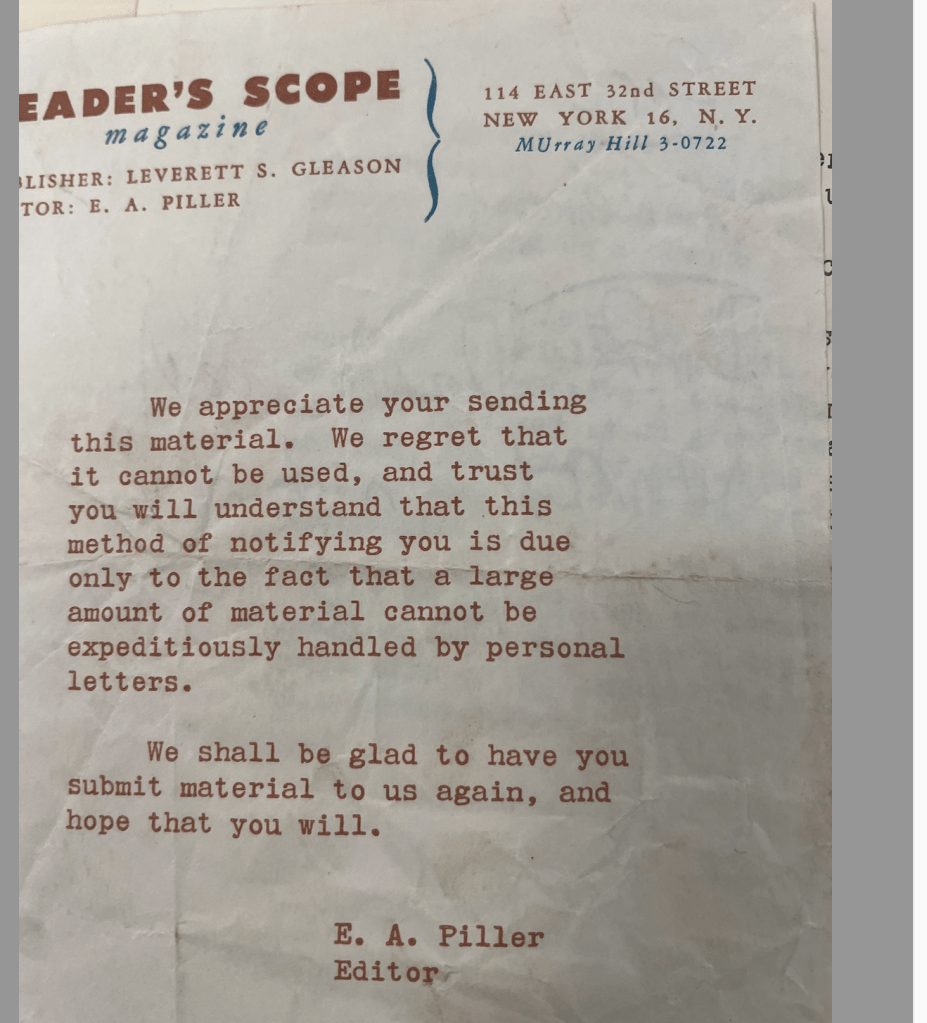 EADER'S SCOPE
magazine
LISHER: LEVERETT S. GLEASON
TOR: E. A. PILLER
114 EAST 32nd STREET
NEW YORK 16, N. Y.
MUrray Hill 3-0722
We appreciate your sending
this material. We regret that
it cannot be used, and trust
you will understand that this
method of notifying you is due
only to the fact that a large
amount of material cannot be
expeditiously handled by personal
letters.
We shall be glad to have you
submit material to us again, and
hope that you will.
E. A. Piller
Editor